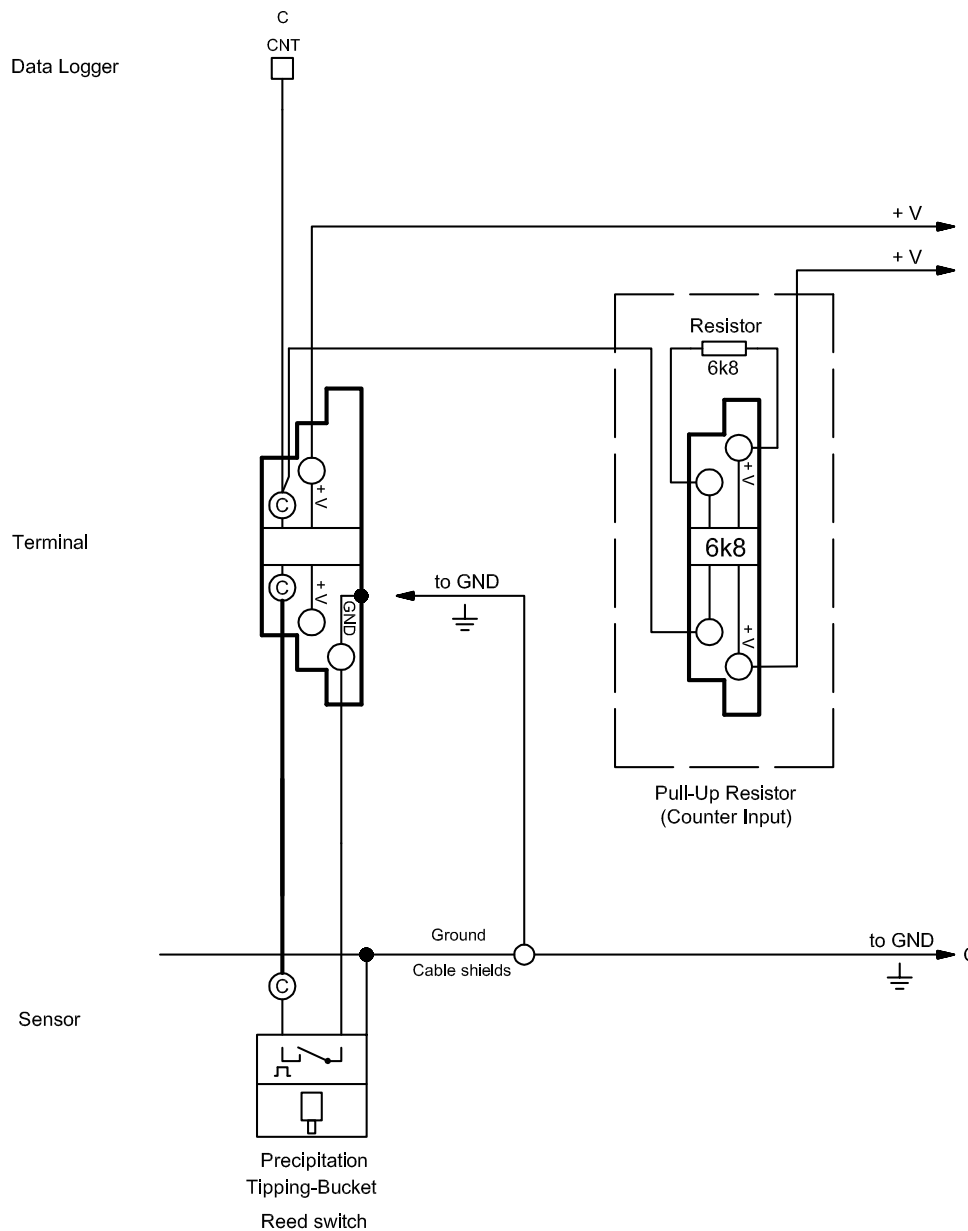 C
CNT
Data Logger
+ V
+ V
Resistor
6k8
+ V
+ V
C
Terminal
6k8
C
+ V
GND
to GND
+ V
Pull-Up Resistor
(Counter Input)
Ground
to GND
Cable shields
C
Sensor
Precipitation
Tipping-Bucket
Reed switch